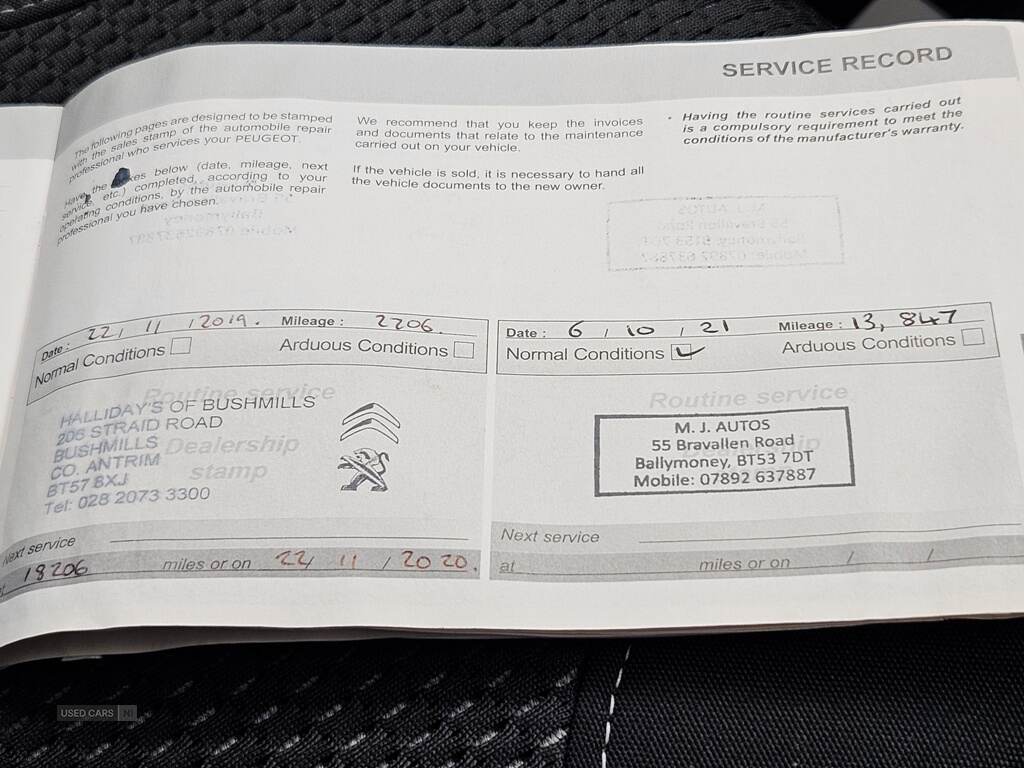 SERVICE RECORD
The following pages are designed to be stamped
with the sales stamp of the automobile repair
professional who services your PEUGEOT.
Have the es below (date, mileage, next
service, etc.) completed, according to your
operating conditions, by the automobile repair
professional you have chosen.
We recommend that you keep the invoices
and documents that relate to the maintenance
carried out on your vehicle.
If the vehicle is sold, it is necessary to hand all
the vehicle documents to the new owner.
• Having the routine services carried out
is a compulsory requirement to meet the
conditions of the manufacturer's warranty.
Date : 22 / 11 / 2019. Mileage : 2206.
Normal Conditions Arduous Conditions
Routine service
Dealership
stamp
HALLIDAY'S OF BUSHMILLS
206 STRAID ROAD
BUSHMILLS
CO. ANTRIM
BT57 8XJ
Tel: 028 2073 3300
Next service
at 18206 miles or on 22 / 11 / 2020.
Date : 6 / 10 / 21 Mileage : 13,847
Normal Conditions ✓ Arduous Conditions
Routine service
M. J. AUTOS
55 Bravallen Road
Ballymoney, BT53 7DT
Mobile: 07892 637887
Next service
at miles or on / /
USED CARS NI